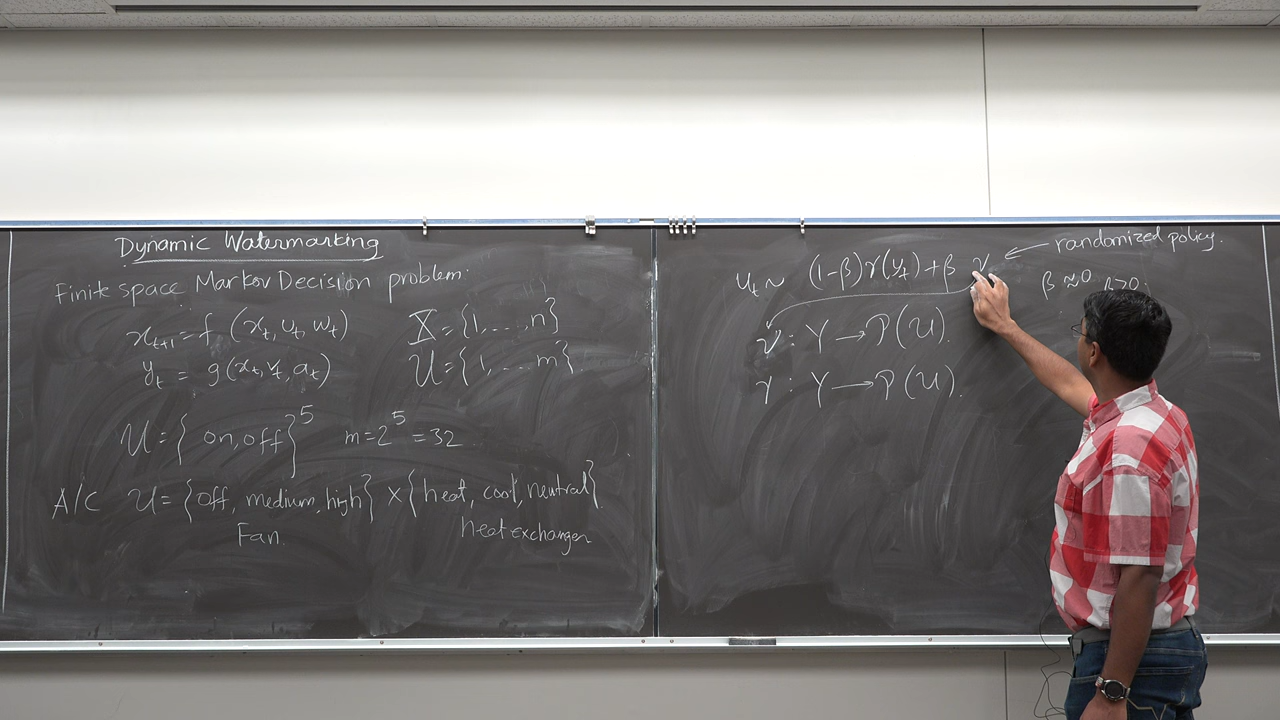 Dynamic Watermarking
Finite space Markov Decision problem.
x_{t+1} = f (x_t, u_t, w_t)
X = {1, ..., n}
y_t = g(x_t, v_t, a_t)
U = {1, ... m}
U = {on, off}^5 m = 2^5 = 32
A/C U = {off, medium, high} × {heat, cool, neutral}
Fan heat exchanger
← randomized policy.
u_t ~ (1-β) γ(y_t) + β
β ≈ 0, β > 0.
ν : Y → P(U).
γ : Y → P(U).